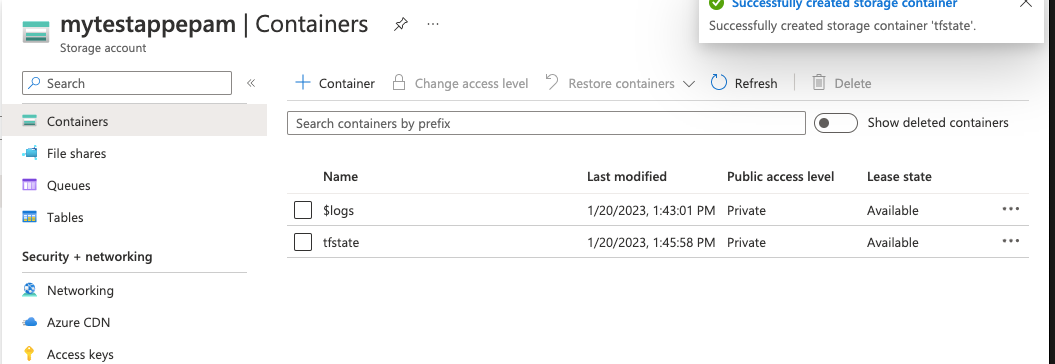 mytestappepam | Containers ...
Storage account
Successfully created storage container
Successfully created storage container 'tfstate'.
Search
Containers
File shares
Queues
Tables
Security + networking
Networking
Azure CDN
Access keys
Container Change access level Restore containers Refresh Delete
Search containers by prefix
Show deleted containers
Name Last modified Public access level Lease state
$logs 1/20/2023, 1:43:01 PM Private Available ...
tfstate 1/20/2023, 1:45:58 PM Private Available ...